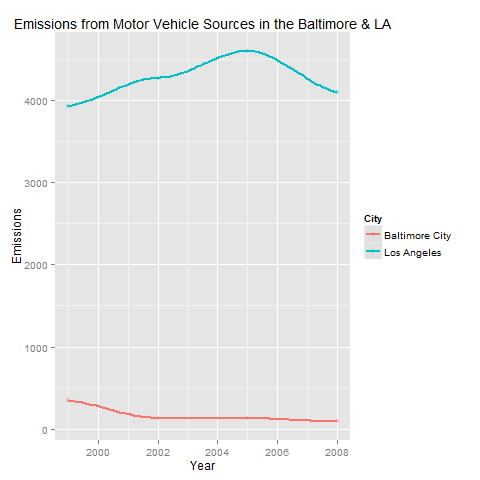 Emissions from Motor Vehicle Sources in the Baltimore & LA
Emissions
4000
3000
2000
1000
0
2000 2002 2004 2006 2008
Year
City
Baltimore City
Los Angeles